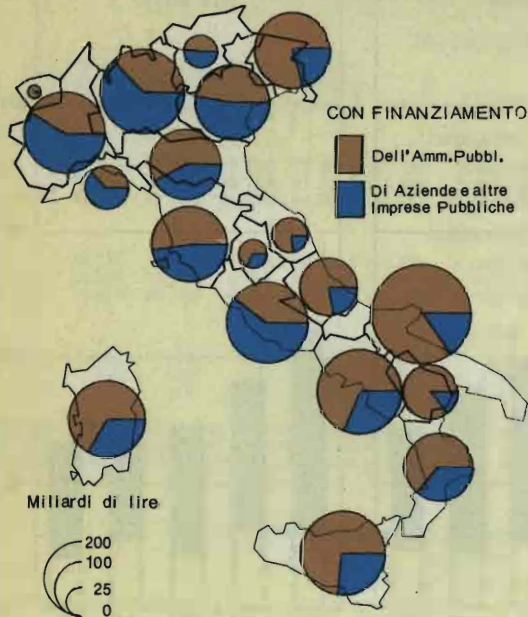 CON FINANZIAMENTO
Dell'Amm.Pubbl.
Di Aziende e altre
Imprese Pubbliche
Miliardi di lire
200
100
25
0